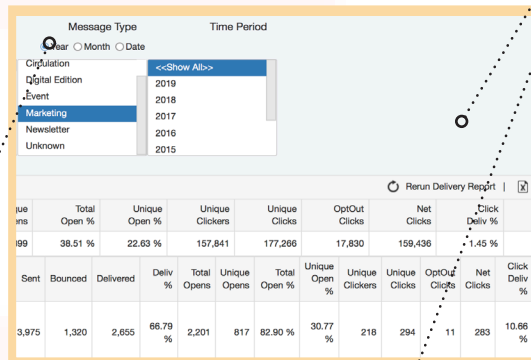 Message Type Time Period
Year Month Date
Circulation <<Show All>>
Digital Edition 2019
Event 2018
Marketing 2017
Newsletter 2016
Unknown 2015
Rerun Delivery Report | X
que Total Unique Unique Unique OptOut Net Click
ens Open % Open % Clickers Clicks Clicks Clicks Deliv %
099 38.51 % 22.63 % 157,841 177,266 17,830 159,436 1.45 %
Sent Bounced Delivered Deliv % Total Opens Unique Opens Total Open % Unique Open % Unique Clickers Unique Clicks OptOut Clicks Net Clicks Click Deliv %
3,975 1,320 2,655 66.79 % 2,201 817 82.90 % 30.77 % 218 294 11 283 10.66 %